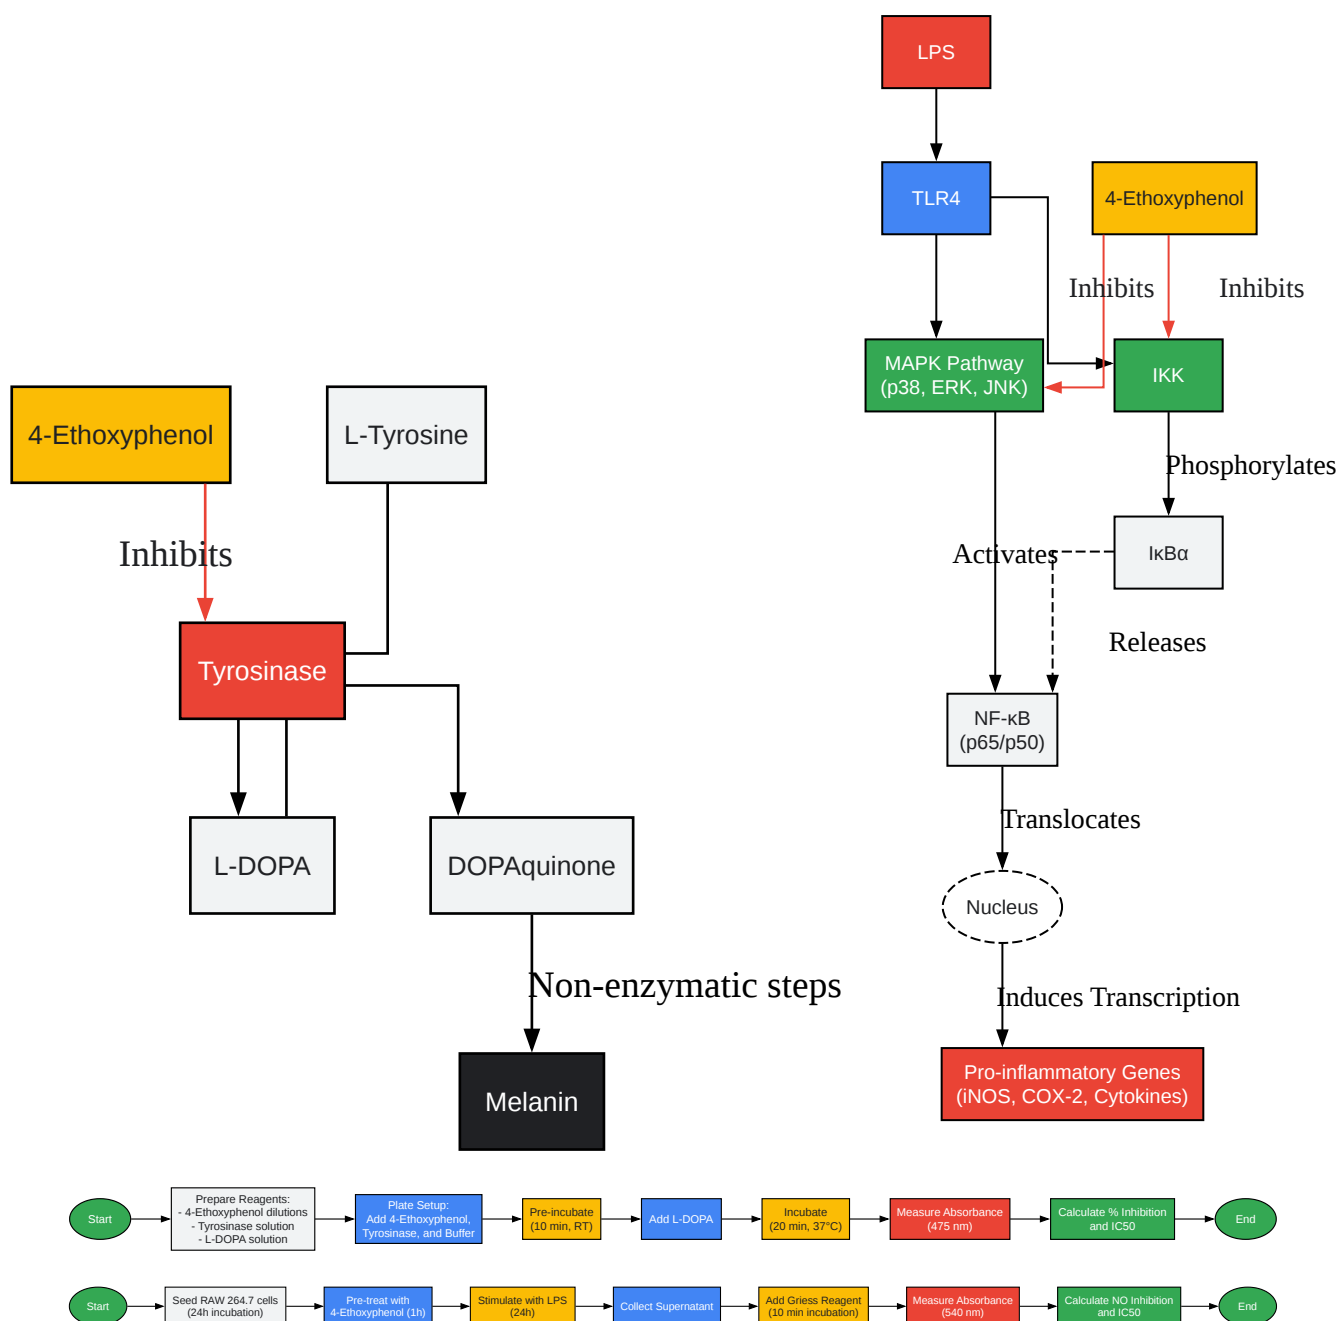 LPS
TLR4
4-Ethoxyphenol
Inhibits
Inhibits
MAPK Pathway
(p38, ERK, JNK)
IKK
Phosphorylates
IκBα
Activates
Releases
NF-κB
(p65/p50)
Translocates
Nucleus
Induces Transcription
Pro-inflammatory Genes
(iNOS, COX-2, Cytokines)
4-Ethoxyphenol
L-Tyrosine
Inhibits
Tyrosinase
L-DOPA
DOPAquinone
Non-enzymatic steps
Melanin
Start
Prepare Reagents:
- 4-Ethoxyphenol dilutions
- Tyrosinase solution
- L-DOPA solution
Plate Setup:
Add 4-Ethoxyphenol,
Tyrosinase, and Buffer
Pre-incubate
(10 min, RT)
Add L-DOPA
Incubate
(20 min, 37°C)
Measure Absorbance
(475 nm)
Calculate % Inhibition
and IC50
End
Start
Seed RAW 264.7 cells
(24h incubation)
Pre-treat with
4-Ethoxyphenol (1h)
Stimulate with LPS
(24h)
Collect Supernatant
Add Griess Reagent
(10 min incubation)
Measure Absorbance
(540 nm)
Calculate NO Inhibition
and IC50
End